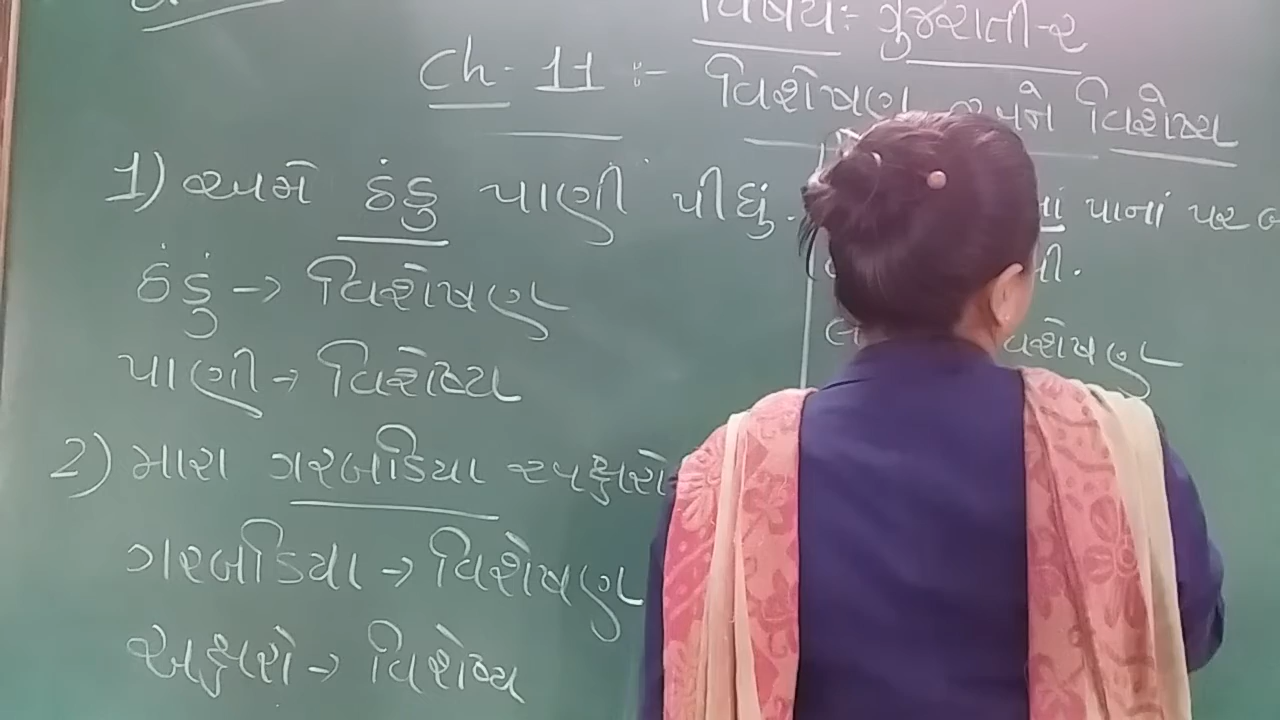 વિષય:- ગુજરાતી-૨
Ch - 11 :- વિશેષણ અને વિશેષ્ય
1) અમે ઠંડુ પાણી પીધું.
ઠંડું → વિશેષણ
પાણી → વિશેષ્ય
2) મારા ગરબડિયા અક્ષરો
ગરબડિયા → વિશેષણ
અક્ષરો → વિશેષ્ય
પાનાં પર
વિશેષણ